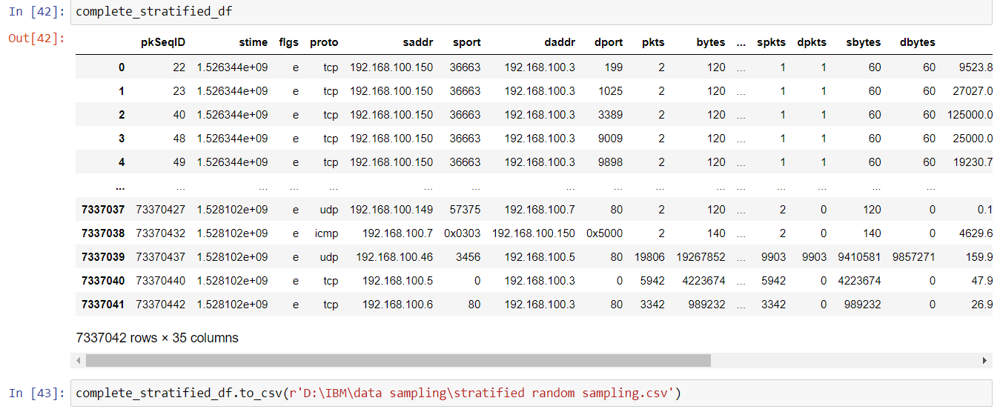 In [42]: complete_stratified_df
Out[42]:
pkSeqID stime flgs proto saddr sport daddr dport pkts bytes ... spkts dpkts sbytes dbytes
0 22 1.526344e+09 e tcp 192.168.100.150 36663 192.168.100.3 199 2 120 ... 1 1 60 60 9523.8
1 23 1.526344e+09 e tcp 192.168.100.150 36663 192.168.100.3 1025 2 120 ... 1 1 60 60 27027.0
2 40 1.526344e+09 e tcp 192.168.100.150 36663 192.168.100.3 3389 2 120 ... 1 1 60 60 125000.0
3 48 1.526344e+09 e tcp 192.168.100.150 36663 192.168.100.3 9009 2 120 ... 1 1 60 60 25000.0
4 49 1.526344e+09 e tcp 192.168.100.150 36663 192.168.100.3 9898 2 120 ... 1 1 60 60 19230.7
... ... ... ... ... ... ... ... ... ... ... ... ... ... ...
7337037 73370427 1.528102e+09 e udp 192.168.100.149 57375 192.168.100.7 80 2 120 ... 2 0 120 0 0.1
7337038 73370432 1.528102e+09 e icmp 192.168.100.7 0x0303 192.168.100.150 0x5000 2 140 ... 2 0 140 0 4629.6
7337039 73370437 1.528102e+09 e udp 192.168.100.46 3456 192.168.100.5 80 19806 19267852 ... 9903 9903 9410581 9857271 159.9
7337040 73370440 1.528102e+09 e tcp 192.168.100.5 0 192.168.100.3 0 5942 4223674 ... 5942 0 4223674 0 47.9
7337041 73370442 1.528102e+09 e tcp 192.168.100.6 80 192.168.100.3 80 3342 989232 ... 3342 0 989232 0 26.9
7337042 rows × 35 columns
In [43]: complete_stratified_df.to_csv(r'D:\IBM\data sampling\stratified random sampling.csv')